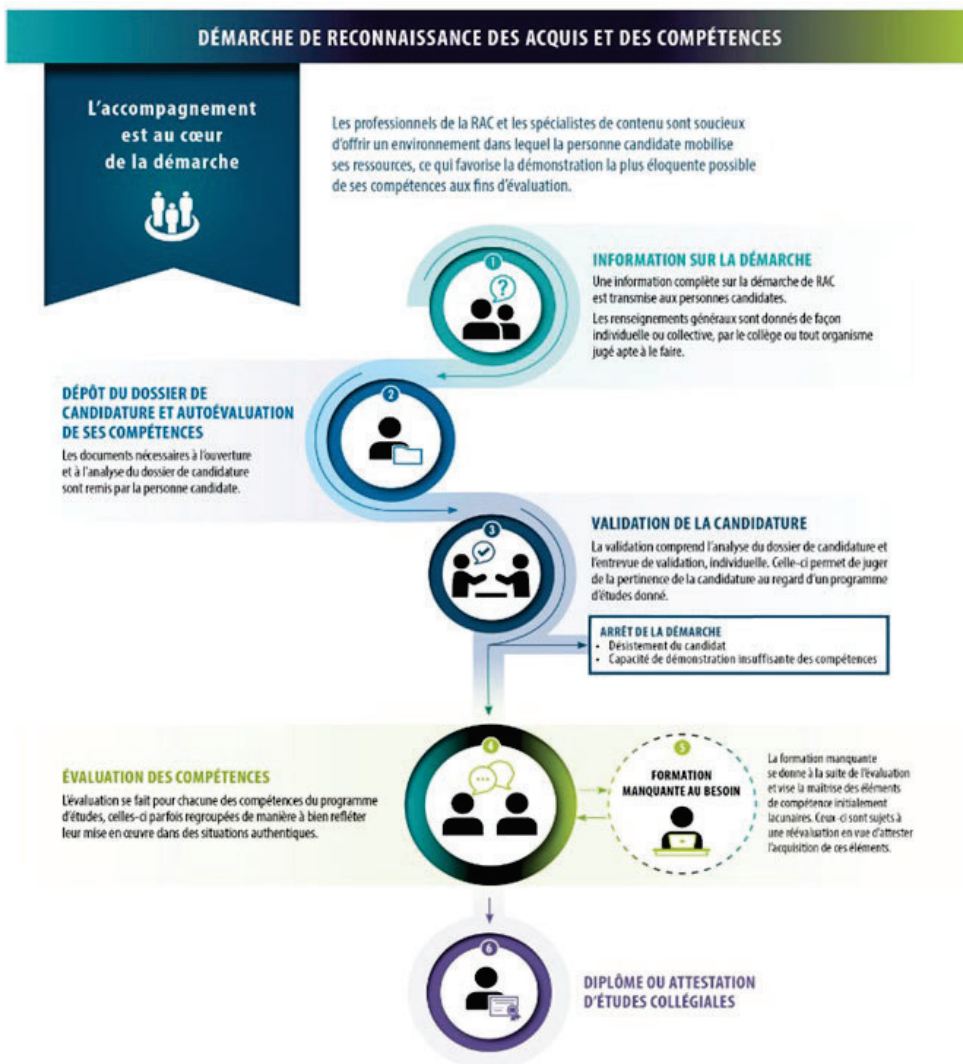 DÉMARCHE DE RECONNAISSANCE DES ACQUIS ET DES COMPÉTENCES
L'accompagnement
est au cœur
de la démarche
Les professionnels de la RAC et les spécialistes de contenu sont soucieux
d'offrir un environnement dans lequel la personne candidate mobilise
ses ressources, ce qui favorise la démonstration la plus éloquente possible
de ses compétences aux fins d'évaluation.
1
INFORMATION SUR LA DÉMARCHE
Une information complète sur la démarche de RAC
est transmise aux personnes candidates.
Les renseignements généraux sont donnés de façon
individuelle ou collective, par le collège ou tout organisme
jugé apte à le faire.
?
2
DÉPÔT DU DOSSIER DE
CANDIDATURE ET AUTOÉVALUATION
DE SES COMPÉTENCES
Les documents nécessaires à l'ouverture
et à l'analyse du dossier de candidature
sont remis par la personne candidate.
3
VALIDATION DE LA CANDIDATURE
La validation comprend l'analyse du dossier de candidature et
l'entrevue de validation, individuelle. Celle-ci permet de juger
de la pertinence de la candidature au regard d'un programme
d'études donné.
ARRÊT DE LA DÉMARCHE
• Désistement du candidat
• Capacité de démonstration insuffisante des compétences
4
ÉVALUATION DES COMPÉTENCES
L'évaluation se fait pour chacune des compétences du programme
d'études, celles-ci parfois regroupées de manière à bien refléter
leur mise en œuvre dans des situations authentiques.
5
FORMATION
MANQUANTE AU BESOIN
La formation manquante
se donne à la suite de l'évaluation
et vise la maîtrise des éléments
de compétence initialement
lacunaires. Ceux-ci sont sujets à
une réévaluation en vue d'attester
l'acquisition de ces éléments.
6
DIPLÔME OU ATTESTATION
D'ÉTUDES COLLÉGIALES